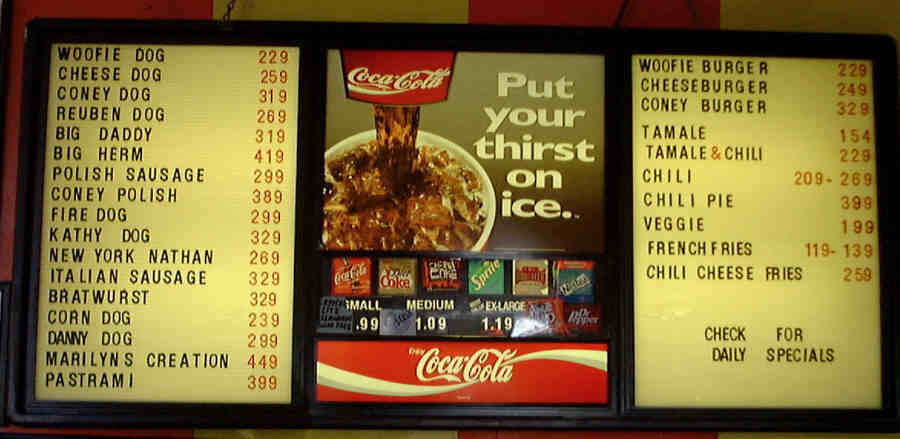 WOOFIE DOG 229
CHEESE DOG 259
CONEY DOG 319
REUBEN DOG 269
BIG DADDY 319
BIG HERM 419
POLISH SAUSAGE 299
CONEY POLISH 389
FIRE DOG 299
KATHY DOG 329
NEW YORK NATHAN 269
ITALIAN SAUSAGE 329
BRATWURST 329
CORN DOG 239
DANNY DOG 299
MARILYNS CREATION 449
PASTRAMI 399
Coca-Cola
Put
your
thirst
on
ice.
Coca-Cola
Coke
Sprite
SMALL MEDIUM EX-LARGE
.99 1.09 1.19
Dr Pepper
Enjoy
Coca-Cola
WOOFIE BURGER 229
CHEESEBURGER 249
CONEY BURGER 329
TAMALE 154
TAMALE & CHILI 229
CHILI 209-269
CHILI PIE 399
VEGGIE 199
FRENCH FRIES 119-139
CHILI CHEESE FRIES 259
CHECK FOR
DAILY SPECIALS